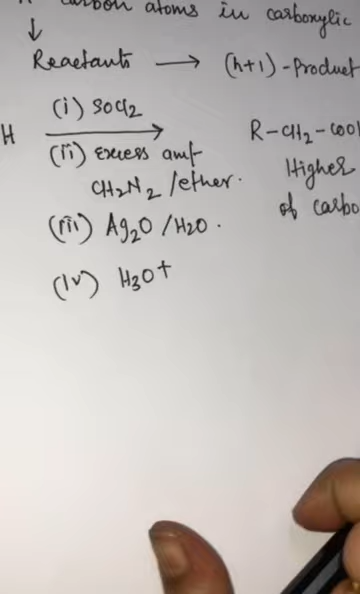 carbon atoms in carboxylic
↓
Reactants → (n+1) - Product
H (i) SOCl2 R-CH2-COO
(ii) Excess amt Higher
CH2N2 / ether. of carbo
(iii) Ag2O / H2O.
(iv) H3O+